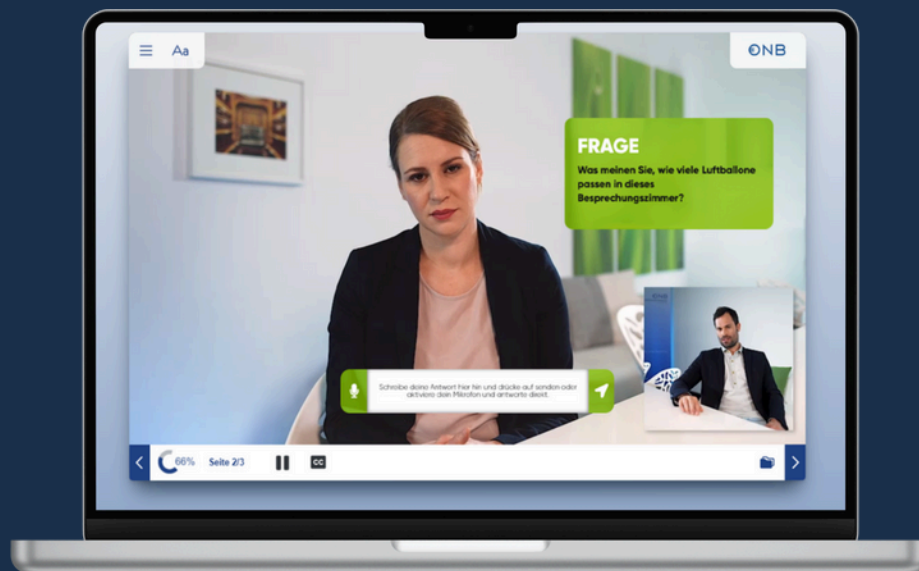 Aa
ONB
FRAGE
Was meinen Sie, wie viele Luftballone
passen in dieses
Besprechungszimmer?
Schreibe deine Antwort hier hin und drücke auf senden oder
aktiviere dein Mikrofon und antworte direkt.
66%
Seite 2/3
CC